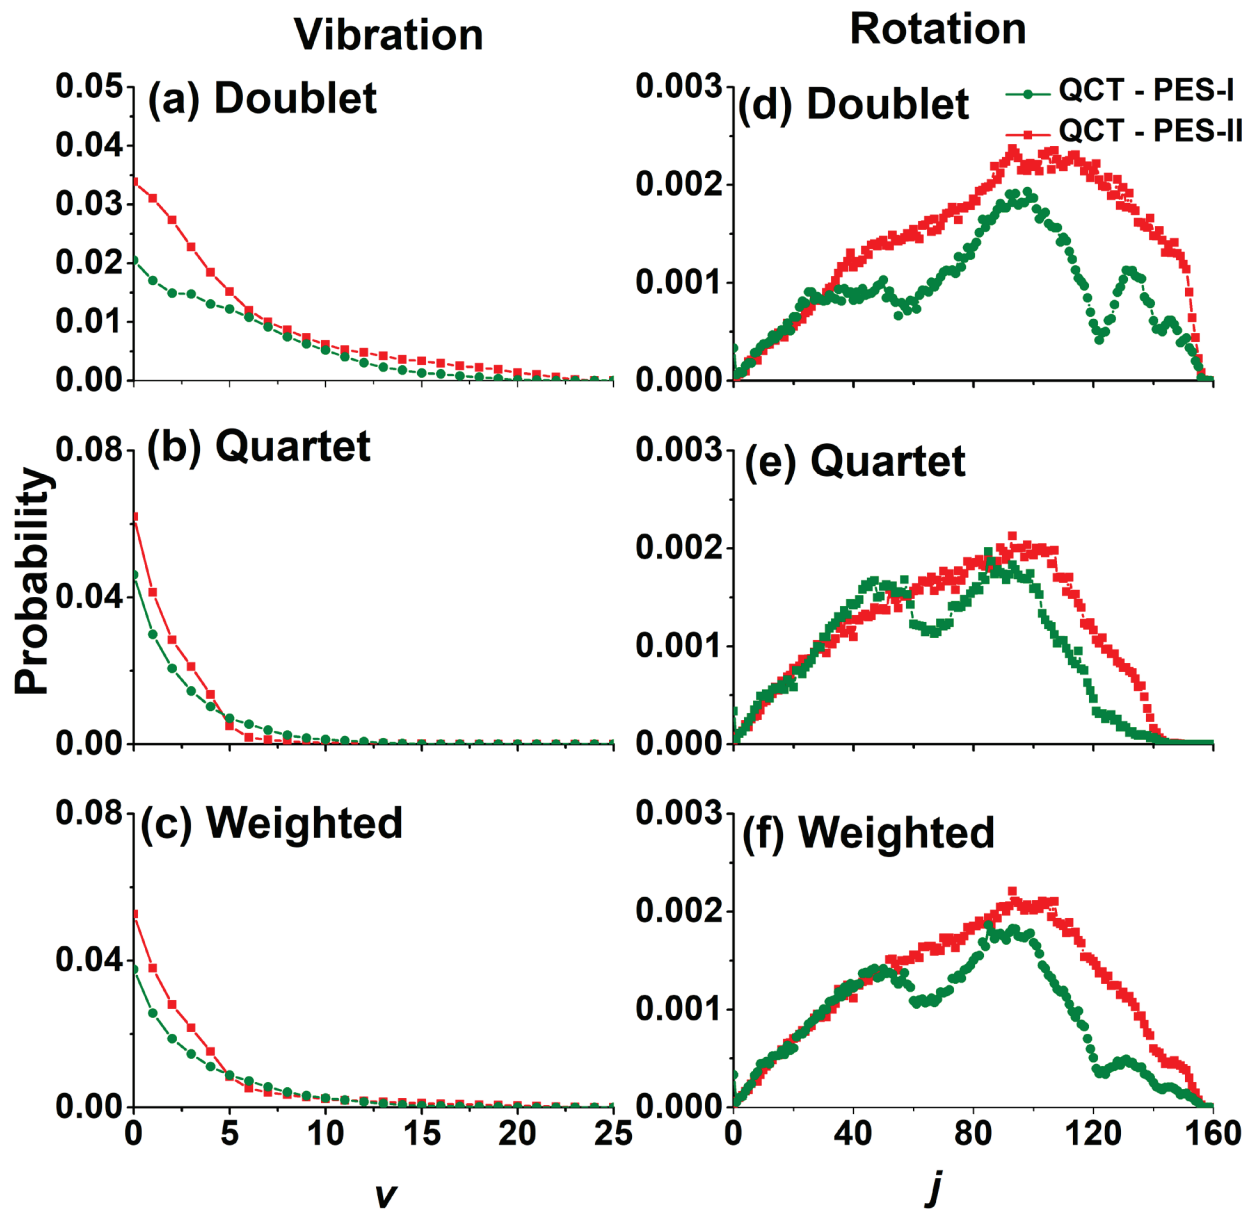 Vibration
Rotation
(a) Doublet
0.05
0.04
0.03
0.02
0.01
0.00
(d) Doublet
QCT - PES-I
QCT - PES-II
0.003
0.002
0.001
0.000
(b) Quartet
0.08
0.04
0.00
(e) Quartet
0.003
0.002
0.001
0.000
Probability
(c) Weighted
0.08
0.04
0.00
0 5 10 15 20 25
v
(f) Weighted
0.003
0.002
0.001
0.000
0 40 80 120 160
j